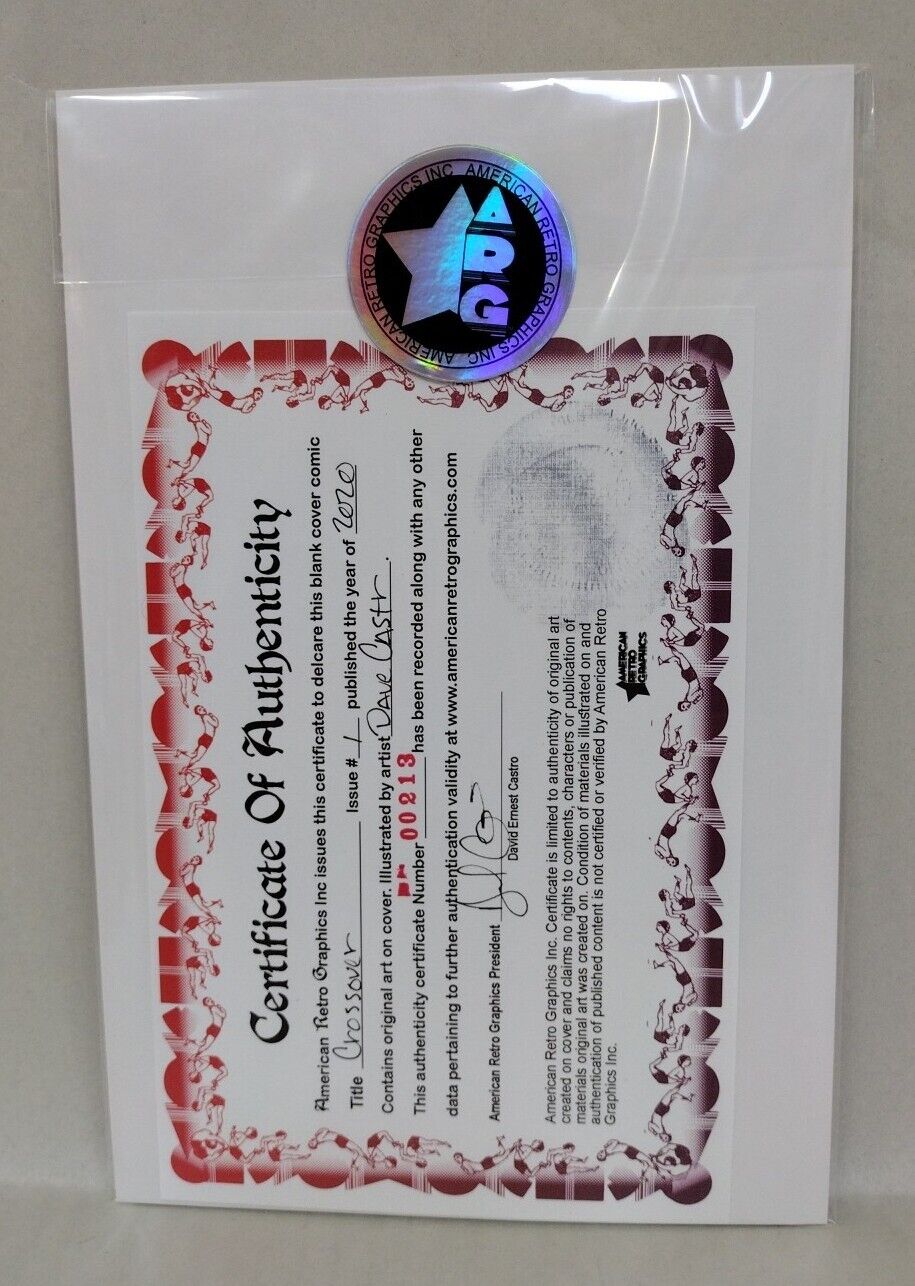 AMERICAN RETRO GRAPHICS INC AMERICAN RETRO GRAPHICS INC
ARG
Certificate Of Authenticity
American Retro Graphics Inc issues this certificate to delcare this blank cover comic
Title Crossover Issue # 1 published the year of 2020
Contains original art on cover. Illustrated by artist Dave Castr.
This authenticity certificate Number 00213 has been recorded along with any other
data pertaining to further authentication validity at www.americanretrographics.com
American Retro Graphics President
David Ernest Castro
American Retro Graphics Inc. Certificate is limited to authenticity of original art
created on cover and claims no rights to contents, characters or publication of
materials original art was created on. Condition of materials illustrated on and
authentication of published content is not certified or verified by American Retro
Graphics Inc.
AMERICAN
RETRO
GRAPHICS